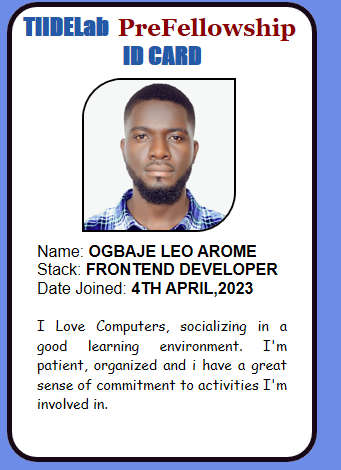 TIIDELab PreFellowship
ID CARD
Name: OGBAJE LEO AROME
Stack: FRONTEND DEVELOPER
Date Joined: 4TH APRIL,2023
I Love Computers, socializing in a
good learning environment. I'm
patient, organized and i have a great
sense of commitment to activities I'm
involved in.